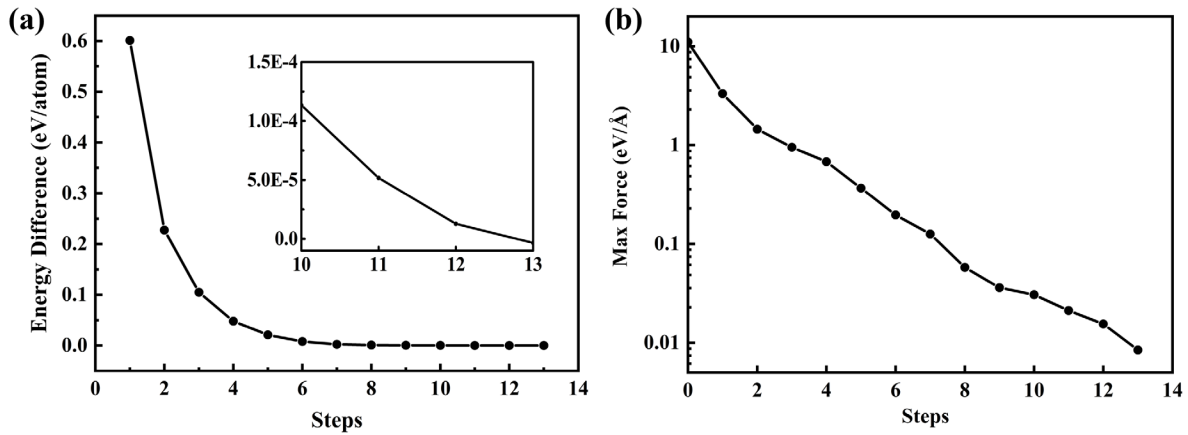 (a)
Energy Difference (eV/atom)
0.6
0.5
0.4
0.3
0.2
0.1
0.0
0 2 4 6 8 10 12 14
Steps
1.5E-4
1.0E-4
5.0E-5
0.0
10 11 12 13
(b)
Max Force (eV/Å)
10
1
0.1
0.01
0 2 4 6 8 10 12 14
Steps